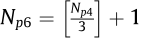 N_{p6} = [N_{p4}/3] + 1